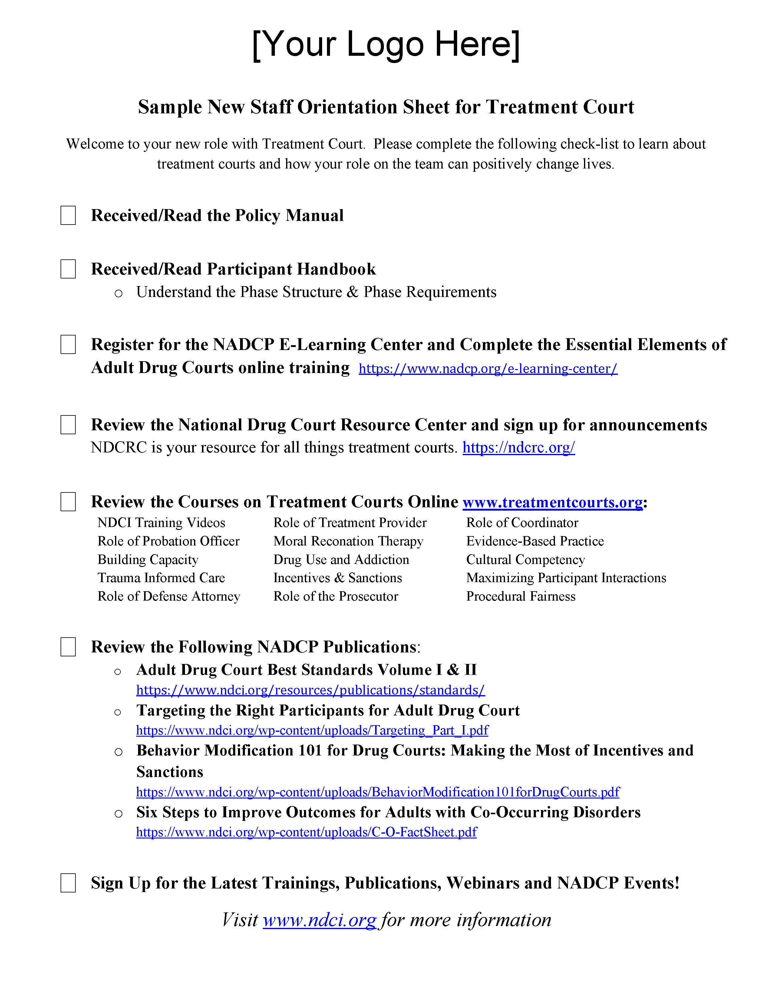 [Your Logo Here]
Sample New Staff Orientation Sheet for Treatment Court
Welcome to your new role with Treatment Court.  Please complete the following check-list to learn about
treatment courts and how your role on the team can positively change lives.
Received/Read the Policy Manual
Received/Read Participant Handbook
o Understand the Phase Structure & Phase Requirements
Register for the NADCP E-Learning Center and Complete the Essential Elements of
Adult Drug Courts online training  https://www.nadcp.org/e-learning-center/
Review the National Drug Court Resource Center and sign up for announcements
NDCRC is your resource for all things treatment courts. https://ndcrc.org/
Review the Courses on Treatment Courts Online www.treatmentcourts.org:
NDCI Training Videos Role of Treatment Provider Role of Coordinator
Role of Probation Officer Moral Reconation Therapy Evidence-Based Practice
Building Capacity Drug Use and Addiction Cultural Competency
Trauma Informed Care Incentives & Sanctions Maximizing Participant Interactions
Role of Defense Attorney Role of the Prosecutor Procedural Fairness
Review the Following NADCP Publications:
o Adult Drug Court Best Standards Volume I & II
https://www.ndci.org/resources/publications/standards/
o Targeting the Right Participants for Adult Drug Court
https://www.ndci.org/wp-content/uploads/Targeting_Part_I.pdf
o Behavior Modification 101 for Drug Courts: Making the Most of Incentives and
Sanctions
https://www.ndci.org/wp-content/uploads/BehaviorModification101forDrugCourts.pdf
o Six Steps to Improve Outcomes for Adults with Co-Occurring Disorders
https://www.ndci.org/wp-content/uploads/C-O-FactSheet.pdf
Sign Up for the Latest Trainings, Publications, Webinars and NADCP Events!
Visit www.ndci.org for more information